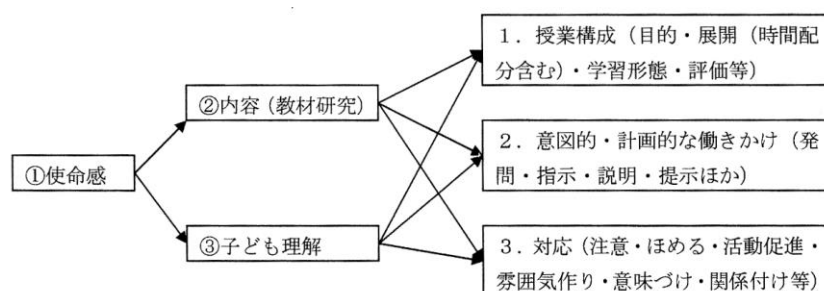 1．授業構成（目的・展開（時間配
分含む）・学習形態・評価等）
②内容（教材研究）
2．意図的・計画的な働きかけ（発
問・指示・説明・提示ほか）
①使命感
③子ども理解
3．対応（注意・ほめる・活動促進・
雰囲気作り・意味づけ・関係付け等）